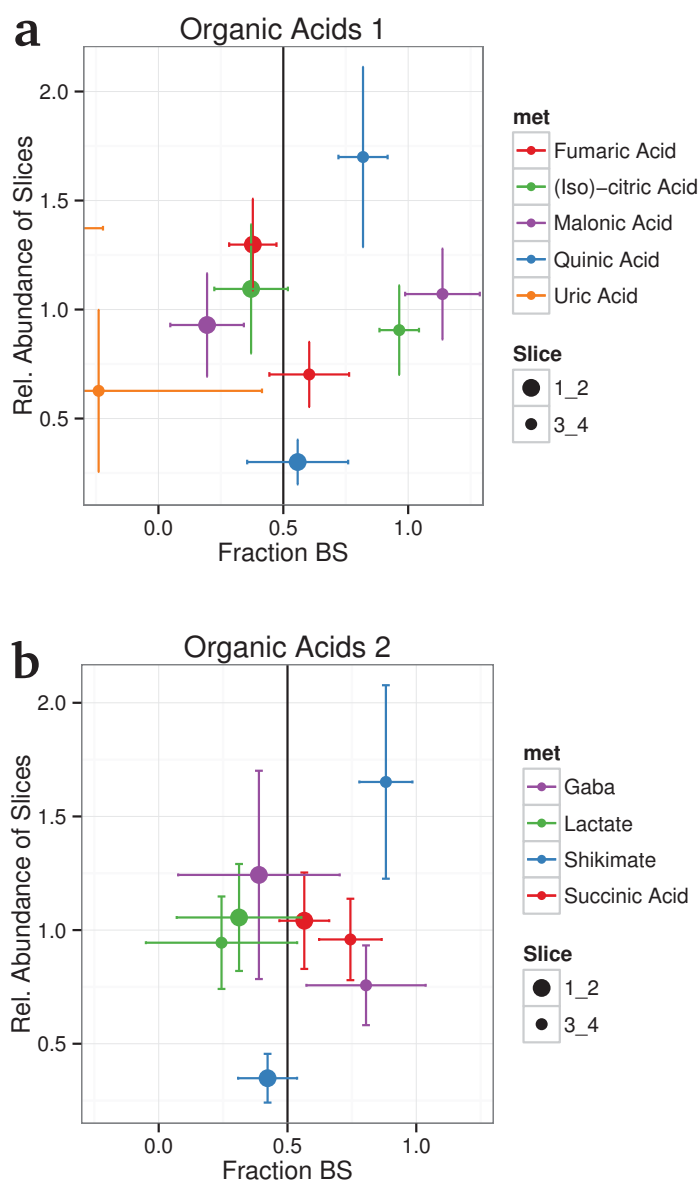 a
Organic Acids 1
Rel. Abundance of Slices
2.0
1.5
1.0
0.5
0.0
0.5
1.0
Fraction BS
met
Fumaric Acid
(Iso)−citric Acid
Malonic Acid
Quinic Acid
Uric Acid
Slice
1_2
3_4
b
Organic Acids 2
Rel. Abundance of Slices
2.0
1.5
1.0
0.5
0.0
0.5
1.0
Fraction BS
met
Gaba
Lactate
Shikimate
Succinic Acid
Slice
1_2
3_4